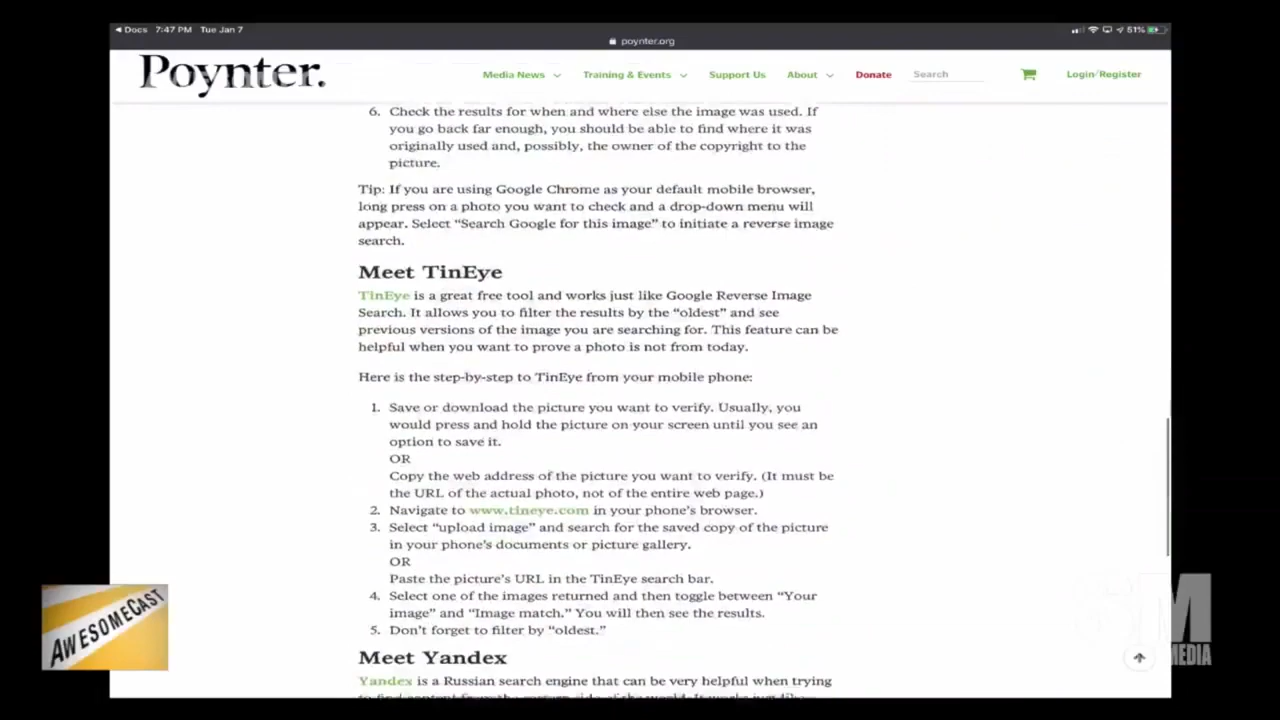 Docs 7:47 PM Tue Jan 7
51%
poynter.org
Poynter.
Media News Training & Events Support Us About Donate Search Login/Register
6. Check the results for when and where else the image was used. If
you go back far enough, you should be able to find where it was
originally used and, possibly, the owner of the copyright to the
picture.
Tip: If you are using Google Chrome as your default mobile browser,
long press on a photo you want to check and a drop-down menu will
appear. Select “Search Google for this image” to initiate a reverse image
search.
Meet TinEye
TinEye is a great free tool and works just like Google Reverse Image
Search. It allows you to filter the results by the “oldest” and see
previous versions of the image you are searching for. This feature can be
helpful when you want to prove a photo is not from today.
Here is the step-by-step to TinEye from your mobile phone:
1. Save or download the picture you want to verify. Usually, you
would press and hold the picture on your screen until you see an
option to save it.
OR
Copy the web address of the picture you want to verify. (It must be
the URL of the actual photo, not of the entire web page.)
2. Navigate to www.tineye.com in your phone’s browser.
3. Select “upload image” and search for the saved copy of the picture
in your phone’s documents or picture gallery.
OR
Paste the picture’s URL in the TinEye search bar.
4. Select one of the images returned and then toggle between “Your
image” and “Image match.” You will then see the results.
5. Don’t forget to filter by “oldest.”
Meet Yandex
Yandex is a Russian search engine that can be very helpful when trying
AWESOMECAST
M
MEDIA